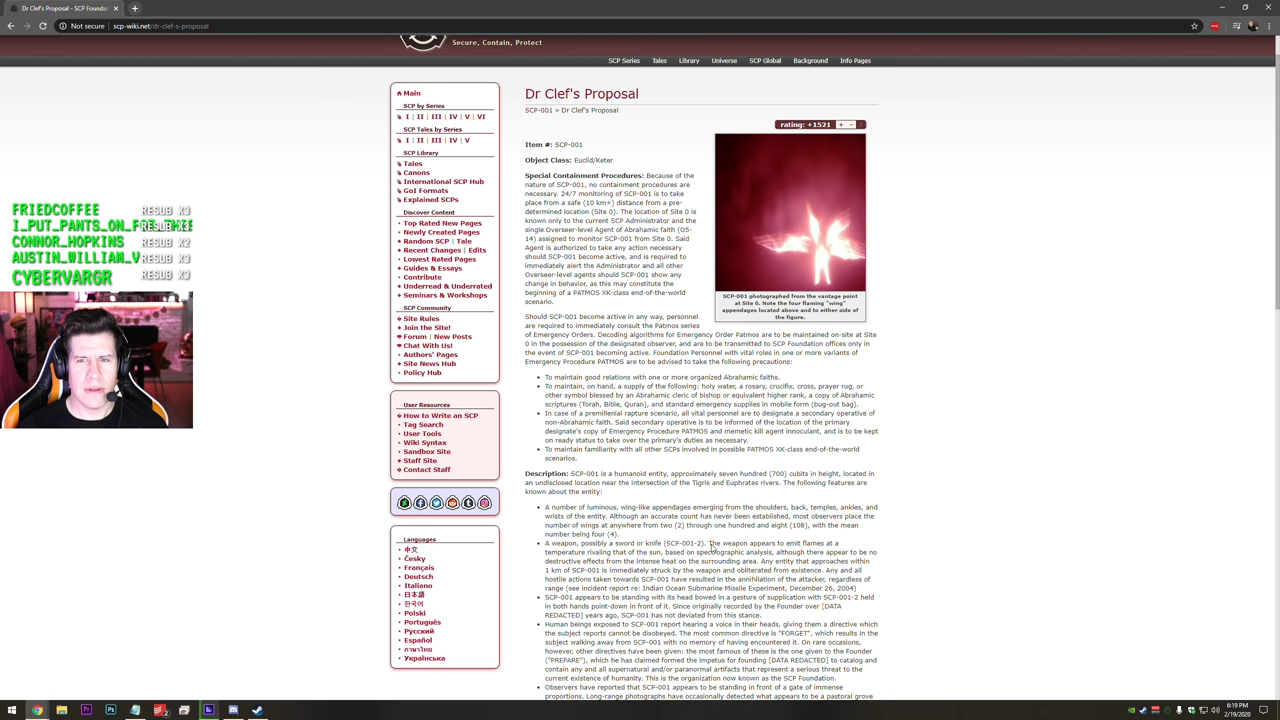 Dr Clef's Proposal - SCP Found
Not secure | scp-wiki.net/dr-clef-s-proposal
Secure, Contain, Protect
SCP Series Tales Library Universe SCP Global Background Info Pages
Main
SCP by Series
I | II | III | IV | V | VI
SCP Tales by Series
I | II | III | IV | V
SCP Library
Tales
Canons
International SCP Hub
GoI Formats
Explained SCPs
Discover Content
Top Rated New Pages
Newly Created Pages
Random SCP | Tale
Recent Changes | Edits
Lowest Rated Pages
Guides & Essays
Contribute
Underread & Underrated
Seminars & Workshops
SCP Community
Site Rules
Join the Site!
Forum | New Posts
Chat With Us!
Authors' Pages
Site News Hub
Policy Hub
User Resources
How to Write an SCP
Tag Search
User Tools
Wiki Syntax
Sandbox Site
Staff Site
Contact Staff
Languages
中文
Česky
Français
Deutsch
Italiano
日本語
한국어
Polski
Português
Русский
Español
ภาษาไทย
Українська
FRIEDCOFFEE RESUB X3
RESUB X3
CONNOR_HOPKINS RESUB X2
AUSTIN_WILLIAM_V RESUB X3
CYBERVARGR RESUB X3
Dr Clef's Proposal
SCP-001 » Dr Clef's Proposal
rating: +1521 + −
Item #: SCP-001
Object Class: Euclid/Keter
Special Containment Procedures: Because of the
nature of SCP-001, no containment procedures are
necessary. 24/7 monitoring of SCP-001 is to take
place from a safe (10 km+) distance from a pre-
determined location (Site 0). The location of Site 0 is
known only to the current SCP Administrator and the
single Overseer-level Agent of Abrahamic faith (O5-
14) assigned to monitor SCP-001 from Site 0. Said
Agent is authorized to take any action necessary
should SCP-001 become active, and is required to
immediately alert the Administrator and all other
Overseer-level agents should SCP-001 show any
change in behavior, as this may constitute the
beginning of a PATMOS XK-class end-of-the-world
scenario.
SCP-001 photographed from the vantage point
at Site 0. Note the four flaming "wing"
appendages located above and to either side of
the figure.
Should SCP-001 become active in any way, personnel
are required to immediately consult the Patmos series
of Emergency Orders. Decoding algorithms for Emergency Order Patmos are to be maintained on-site at Site
0 in the possession of the designated observer, and are to be transmitted to SCP Foundation offices only in
the event of SCP-001 becoming active. Foundation Personnel with vital roles in one or more variants of
Emergency Procedure PATMOS are to be advised to take the following precautions:
To maintain good relations with one or more organized Abrahamic faiths.
To maintain, on hand, a supply of the following: holy water, a rosary, crucifix, cross, prayer rug, or
other symbol blessed by an Abrahamic cleric of bishop or equivalent higher rank, a copy of Abrahamic
scriptures (Torah, Bible, Quran), and standard emergency supplies in mobile form (bug-out bag).
In case of a premillenial rapture scenario, all vital personnel are to designate a secondary operative of
non-Abrahamic faith. Said secondary operative is to be informed of the location of the primary
designate's copy of Emergency Procedure PATMOS and memetic kill agent innoculant, and is to be kept
on ready status to take over the primary's duties as necessary.
To maintain familiarity with all other SCPs involved in possible PATMOS XK-class end-of-the-world
scenarios.
Description: SCP-001 is a humanoid entity, approximately seven hundred (700) cubits in height, located in
an undisclosed location near the intersection of the Tigris and Euphrates rivers. The following features are
known about the entity:
A number of luminous, wing-like appendages emerging from the shoulders, back, temples, ankles, and
wrists of the entity. Although an accurate count has never been established, most observers place the
number of wings at anywhere from two (2) through one hundred and eight (108), with the mean
number being four (4).
A weapon, possibly a sword or knife (SCP-001-2). The weapon appears to emit flames at a
temperature rivaling that of the sun, based on spectrographic analysis, although there appear to be no
destructive effects from the intense heat on the surrounding area. Any entity that approaches within
1 km of SCP-001 is immediately struck by the weapon and obliterated from existence. Any and all
hostile actions taken towards SCP-001 have resulted in the annihilation of the attacker, regardless of
range (see incident report re: Indian Ocean Submarine Missile Experiment, December 26, 2004)
SCP-001 appears to be standing with its head bowed in a gesture of supplication with SCP-001-2 held
in both hands point-down in front of it. Since originally recorded by the Founder over [DATA
REDACTED] years ago, SCP-001 has not deviated from this stance.
Human beings exposed to SCP-001 report hearing a voice in their heads, giving them a directive which
the subject reports cannot be disobeyed. The most common directive is "FORGET", which results in the
subject walking away from SCP-001 with no memory of having engaged it. On rare occasions,
however, other directives have been given: the most famous of these is the one given to the Founder
("PREPARE"), which he has claimed formed the impetus for founding [DATA REDACTED] to catalog and
contain any and all supernatural and/or paranormal artifacts that represent a serious threat to the
current existence of humanity. This is the organization now known as the SCP Foundation.
Observers have reported that SCP-001 appears to be standing in front of a gate of immense
proportions. Long-range photographs have occasionally detected what appears to be a pastoral grove
6:19 PM
2/19/2020